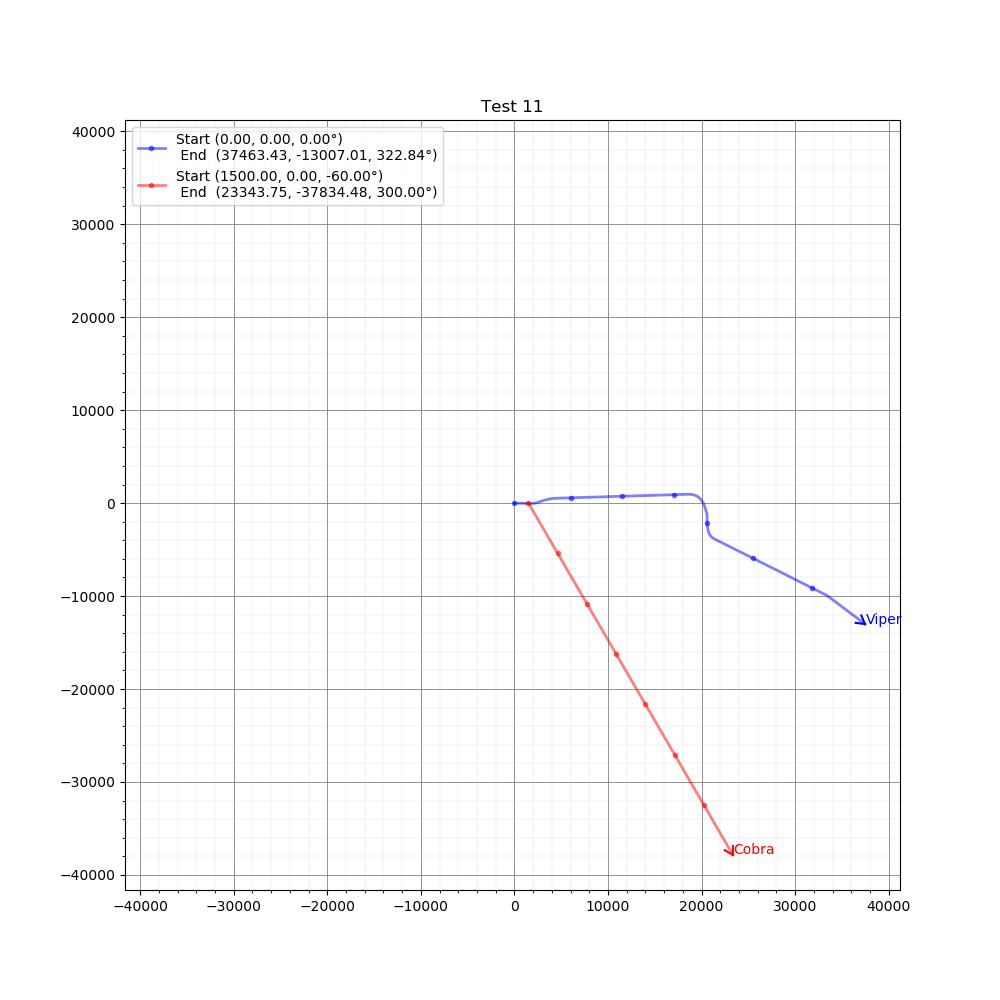 Test 11
Start (0.00, 0.00, 0.00°)
End (37463.43, -13007.01, 322.84°)
Start (1500.00, 0.00, -60.00°)
End (23343.75, -37834.48, 300.00°)
40000
30000
20000
10000
0
−10000
−20000
−30000
−40000
Viper
Cobra
−40000 −30000 −20000 −10000 0 10000 20000 30000 40000